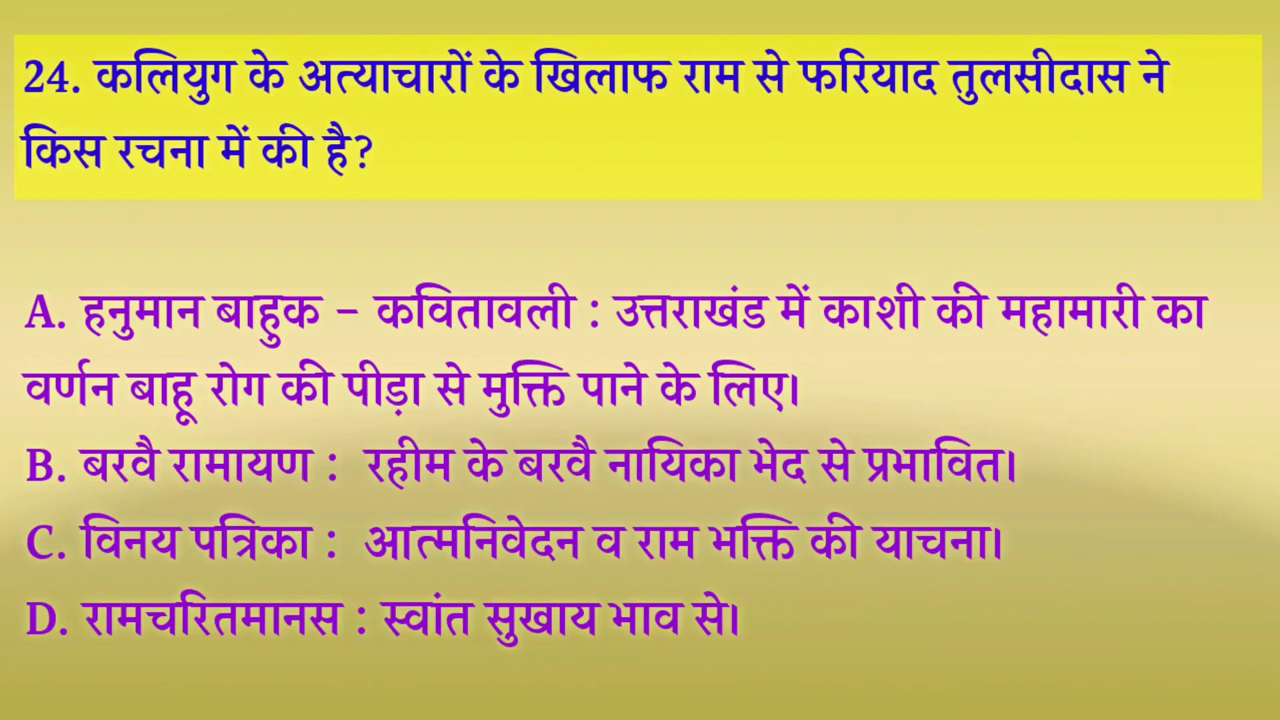 24. कलियुग के अत्याचारों के खिलाफ राम से फरियाद तुलसीदास ने
किस रचना में की है?
A. हनुमान बाहुक – कवितावली : उत्तराखंड में काशी की महामारी का
वर्णन बाहू रोग की पीड़ा से मुक्ति पाने के लिए।
B. बरवै रामायण : रहीम के बरवै नायिका भेद से प्रभावित।
C. विनय पत्रिका : आत्मनिवेदन व राम भक्ति की याचना।
D. रामचरितमानस : स्वांत सुखाय भाव से।